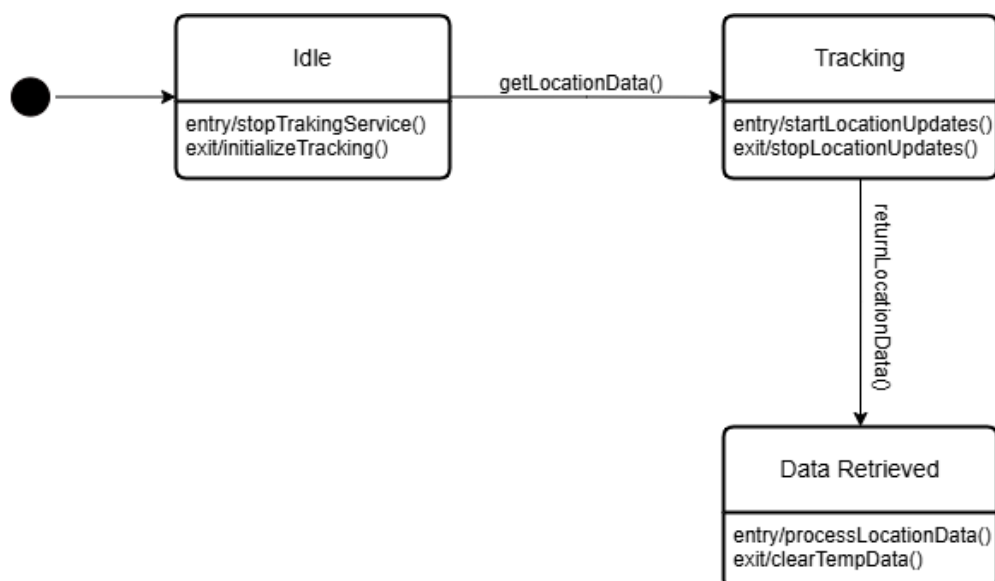 Idle
entry/stopTrakingService()
exit/initializeTracking()
getLocationData()
Tracking
entry/startLocationUpdates()
exit/stopLocationUpdates()
returnLocationData()
Data Retrieved
entry/processLocationData()
exit/clearTempData()